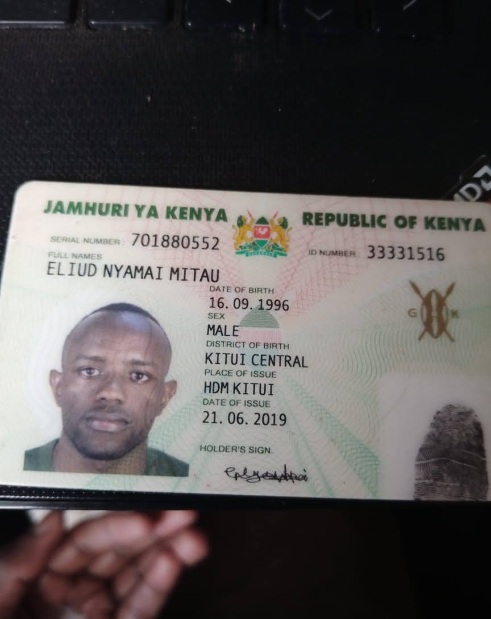 JAMHURI YA KENYA REPUBLIC OF KENYA
SERIAL NUMBER 701880552 ID NUMBER 33331516
FULL NAMES
ELIUD NYAMAI MITAU
DATE OF BIRTH
16.09.1996
G K
SEX
MALE
DISTRICT OF BIRTH
KITUI CENTRAL
PLACE OF ISSUE
HDM KITUI
DATE OF ISSUE
21.06.2019
HOLDER'S SIGN.